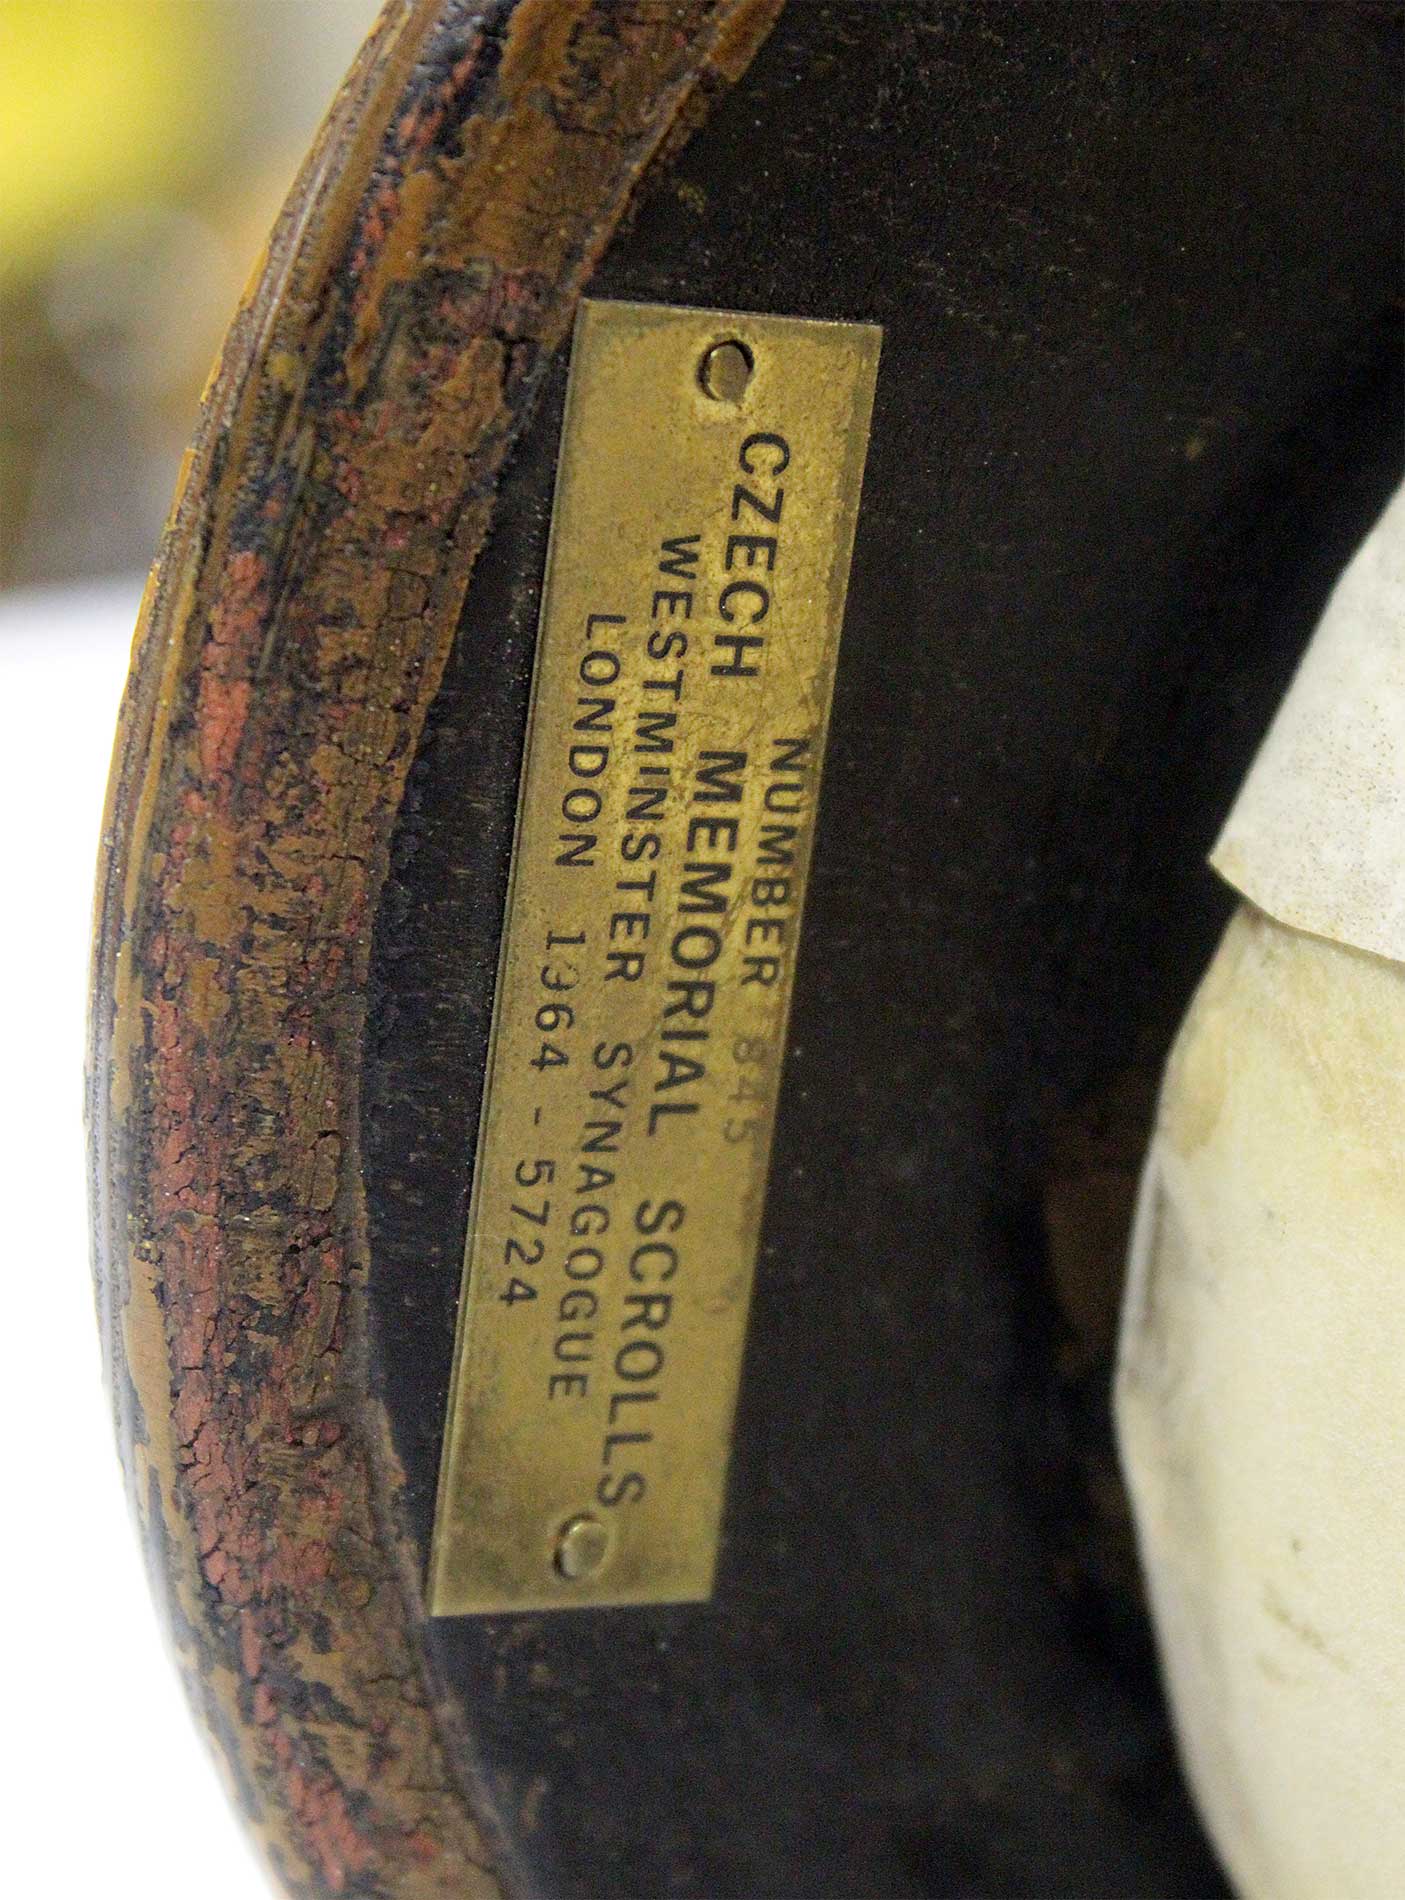 NUMBER 845
CZECH MEMORIAL SCROLLS
WESTMINSTER SYNAGOGUE
LONDON 1964 - 5724